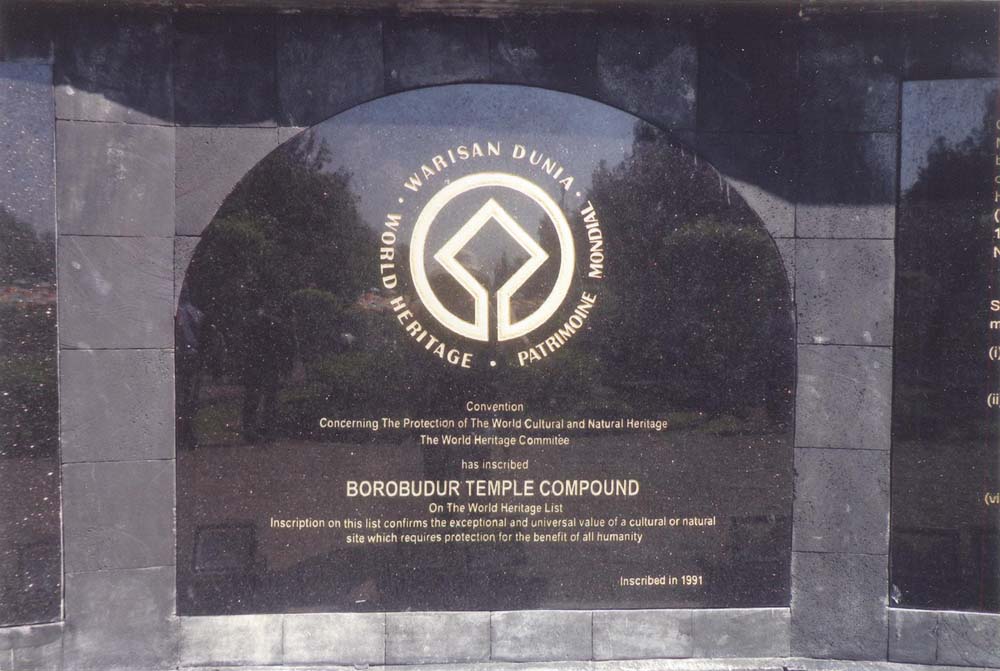 WARISAN DUNIA • WORLD HERITAGE • PATRIMOINE MONDIAL •
Convention
Concerning The Protection of The World Cultural and Natural Heritage
The World Heritage Commitee
has inscribed
BOROBUDUR TEMPLE COMPOUND
On The World Heritage List
Inscription on this list confirms the exceptional and universal value of a cultural or natural
site which requires protection for the benefit of all humanity
Inscribed in 1991
(i)
(ii
(vi